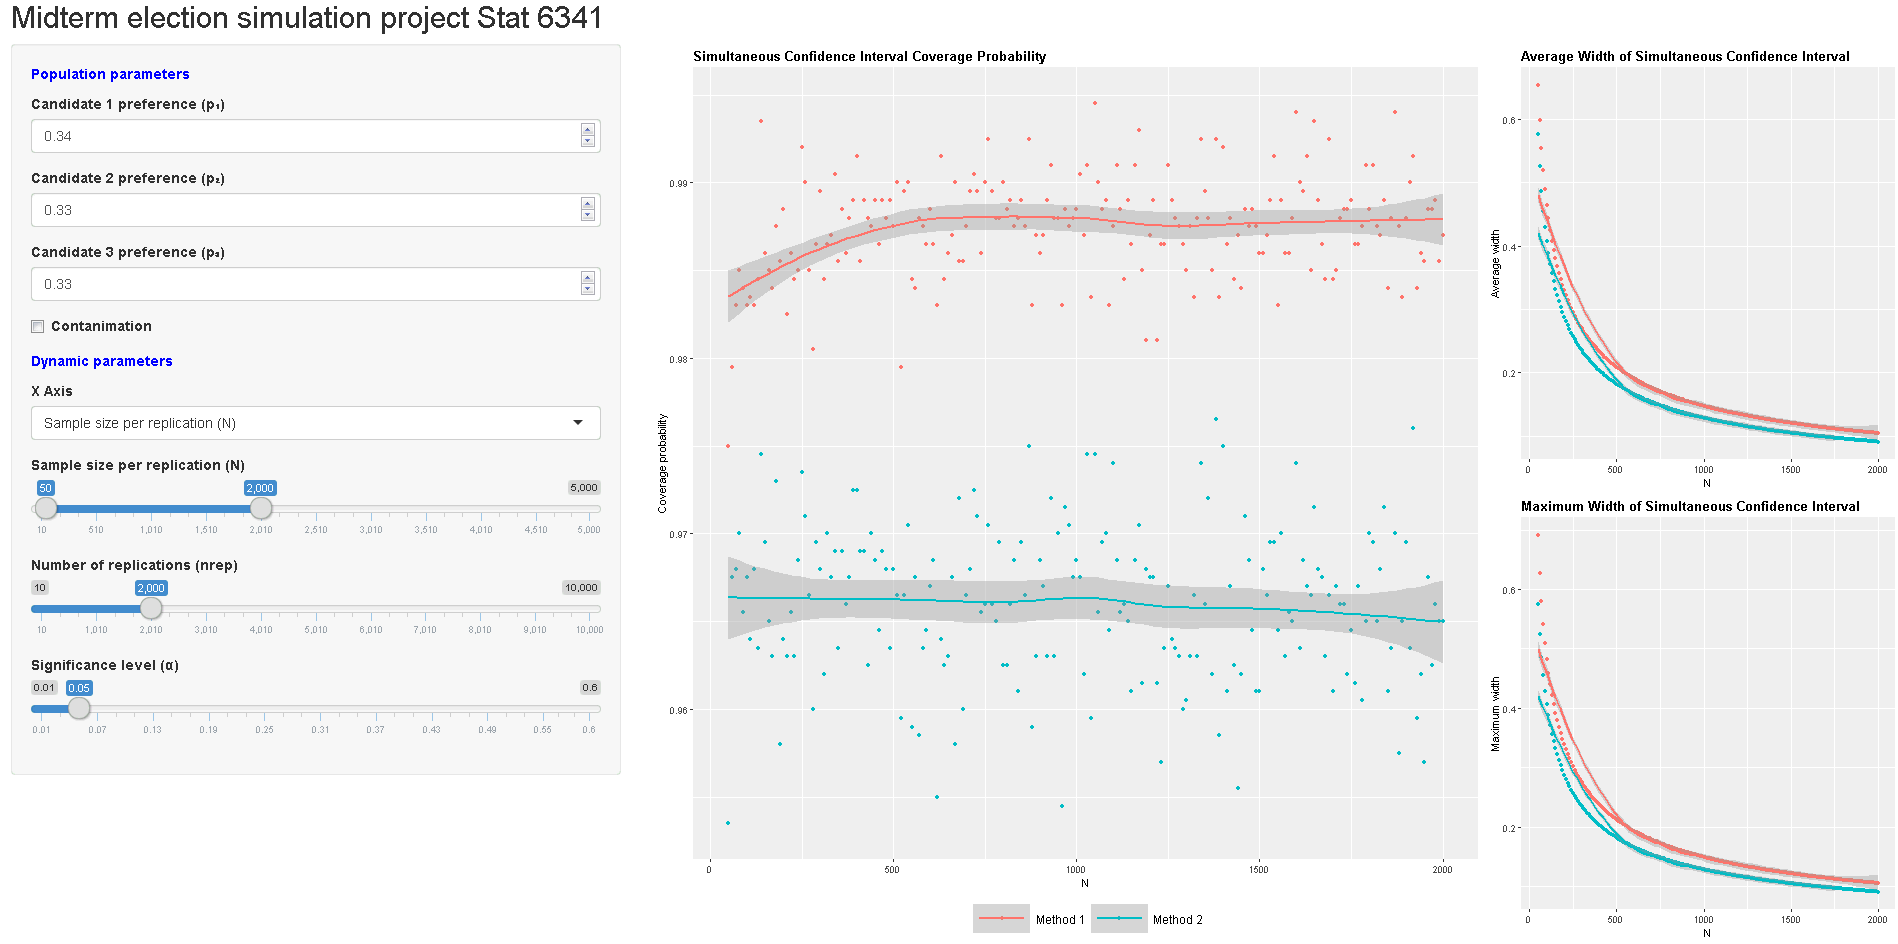 Midterm election simulation project Stat 6341
Population parameters
Candidate 1 preference (p₁)
0.34
Candidate 2 preference (p₂)
0.33
Candidate 3 preference (p₃)
0.33
Contanimation
Dynamic parameters
X Axis
Sample size per replication (N)
Sample size per replication (N)
50 2,000 5,000
10 510 1,010 1,510 2,010 2,510 3,010 3,510 4,010 4,510 5,000
Number of replications (nrep)
10 2,000 10,000
10 1,010 2,010 3,010 4,010 5,010 6,010 7,010 8,010 9,010 10,000
Significance level (α)
0.01 0.05 0.6
0.01 0.07 0.13 0.19 0.25 0.31 0.37 0.43 0.49 0.55 0.6
Simultaneous Confidence Interval Coverage Probability
Coverage probability
0.99
0.98
0.97
0.96
0 500 1000 1500 2000
N
Method 1 Method 2
Average Width of Simultaneous Confidence Interval
Average width
0.6
0.4
0.2
0 500 1000 1500 2000
N
Maximum Width of Simultaneous Confidence Interval
Maximum width
0.6
0.4
0.2
0 500 1000 1500 2000
N